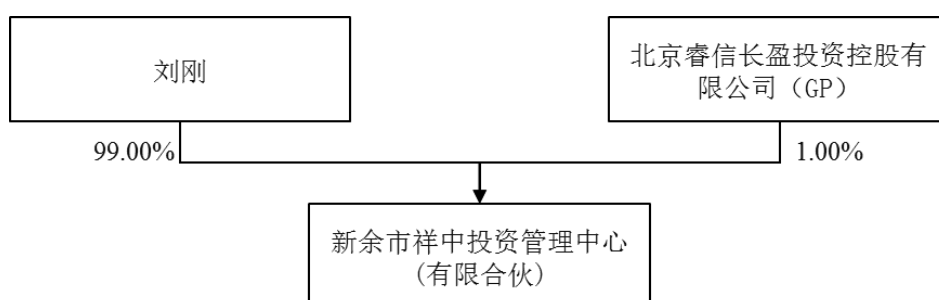 刘刚
北京睿信长盈投资控股有
限公司（GP）
99.00%
1.00%
新余市祥中投资管理中心
(有限合伙)